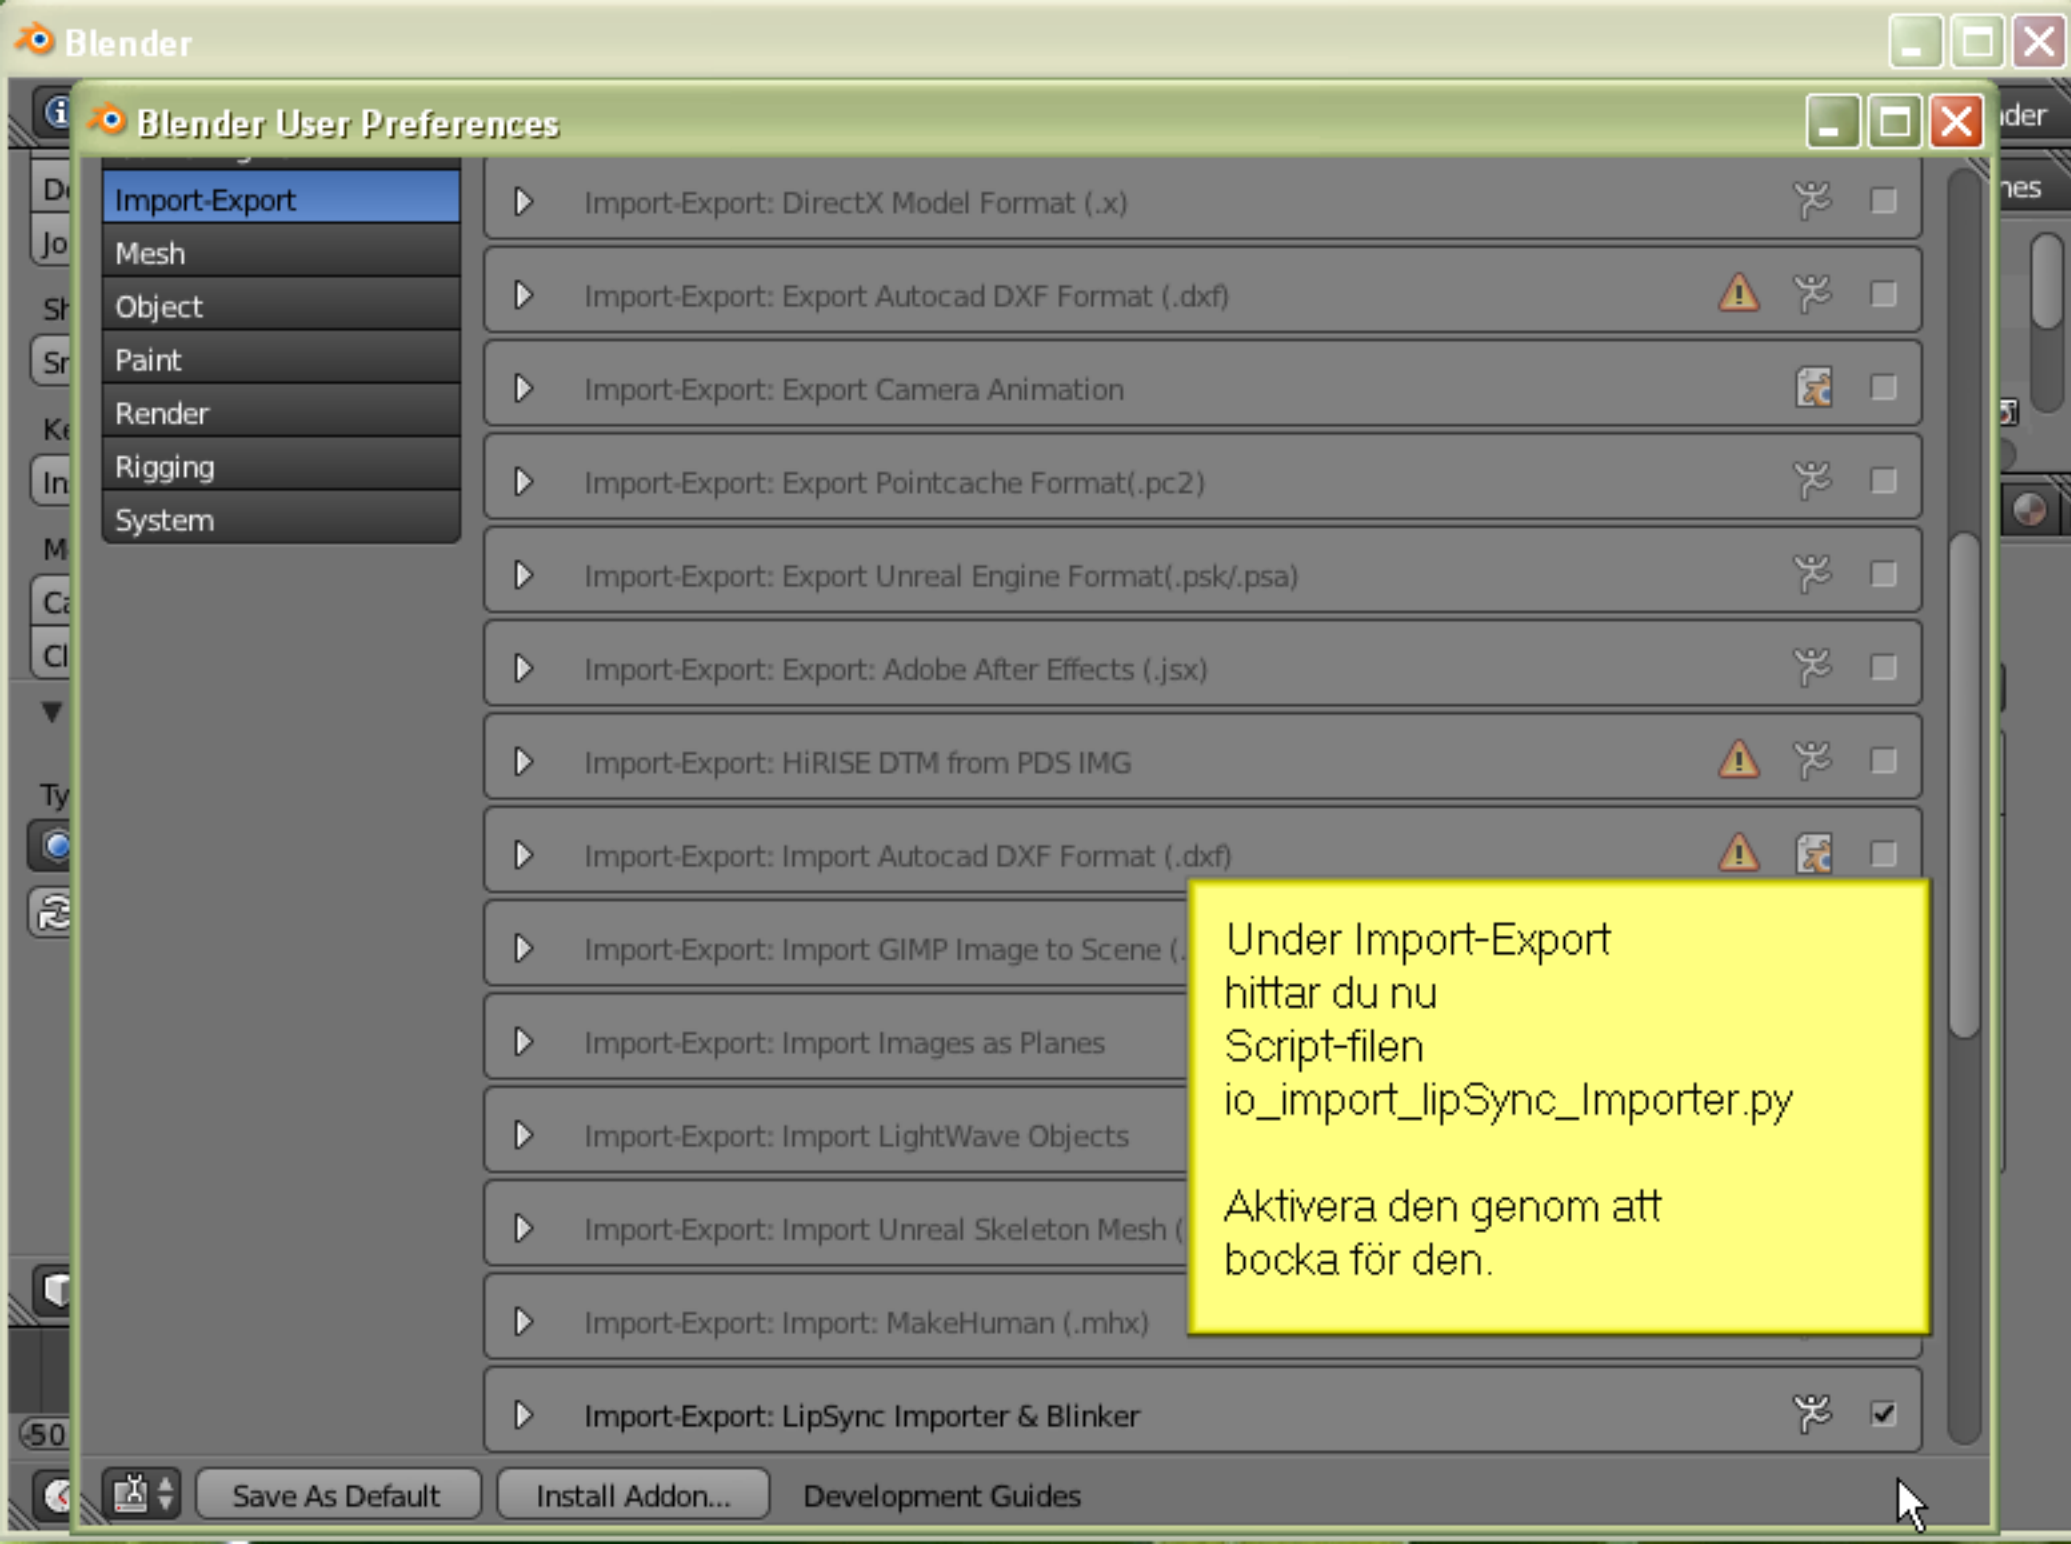 Blender
Blender User Preferences
Import-Export
Mesh
Object
Paint
Render
Rigging
System
Import-Export: DirectX Model Format (.x)
Import-Export: Export Autocad DXF Format (.dxf)
Import-Export: Export Camera Animation
Import-Export: Export Pointcache Format(.pc2)
Import-Export: Export Unreal Engine Format(.psk/.psa)
Import-Export: Export: Adobe After Effects (.jsx)
Import-Export: HiRISE DTM from PDS IMG
Import-Export: Import Autocad DXF Format (.dxf)
Import-Export: Import GIMP Image to Scene (.
Import-Export: Import Images as Planes
Import-Export: Import LightWave Objects
Import-Export: Import Unreal Skeleton Mesh (
Import-Export: Import: MakeHuman (.mhx)
Import-Export: LipSync Importer & Blinker
Under Import-Export
hittar du nu
Script-filen
io_import_lipSync_Importer.py
Aktivera den genom att
bocka för den.
Save As Default
Install Addon...
Development Guides